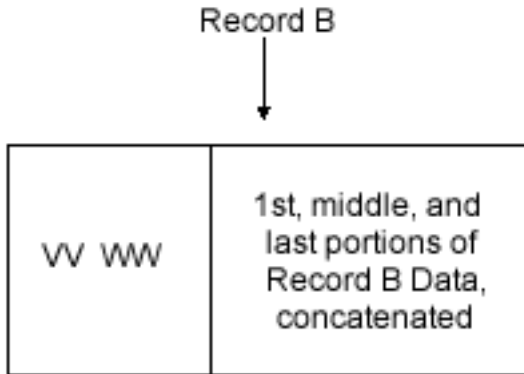 Record B
VV WW
1st, middle, and
last portions of
Record B Data,
concatenated